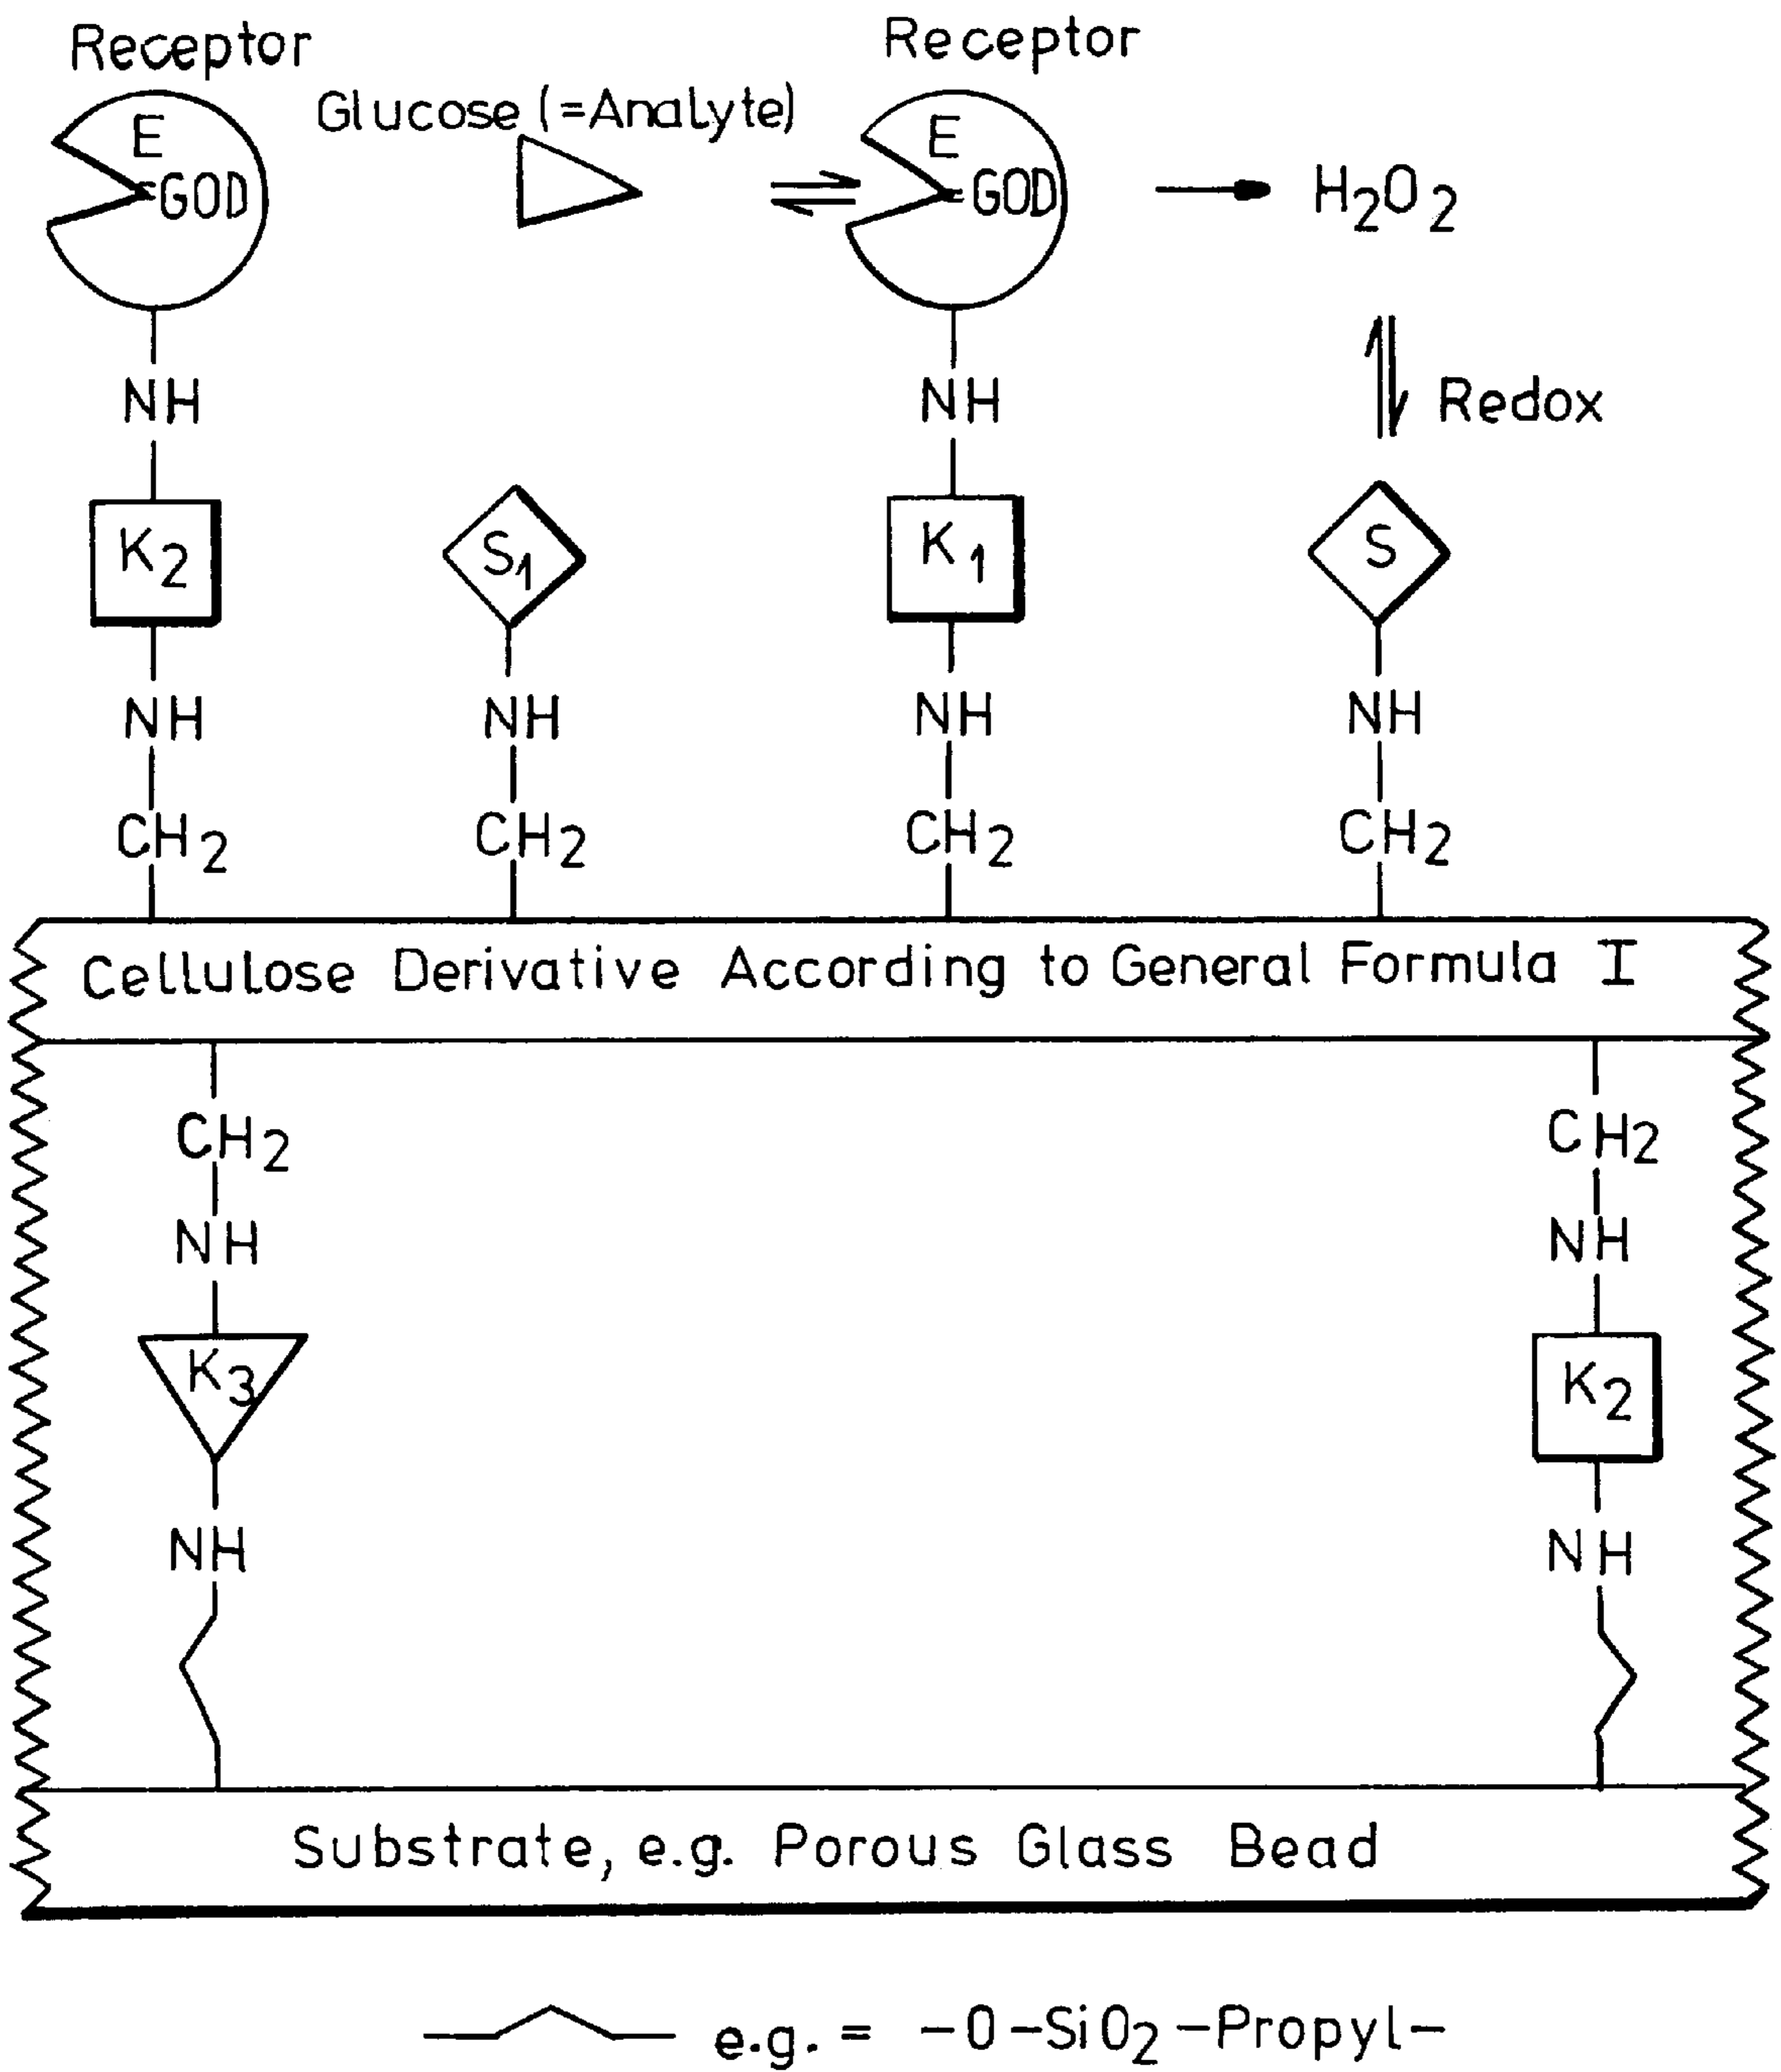 Receptor Receptor
Glucose (=Analyte)
E E
GOD GOD H2O2
NH NH Redox
K2 S1 K1 S
NH NH NH NH
CH2 CH2 CH2 CH2
Cellulose Derivative According to General Formula I
CH2 CH2
NH NH
K3 K2
NH NH
Substrate, e.g. Porous Glass Bead
e.g. = -O-SiO2-Propyl-